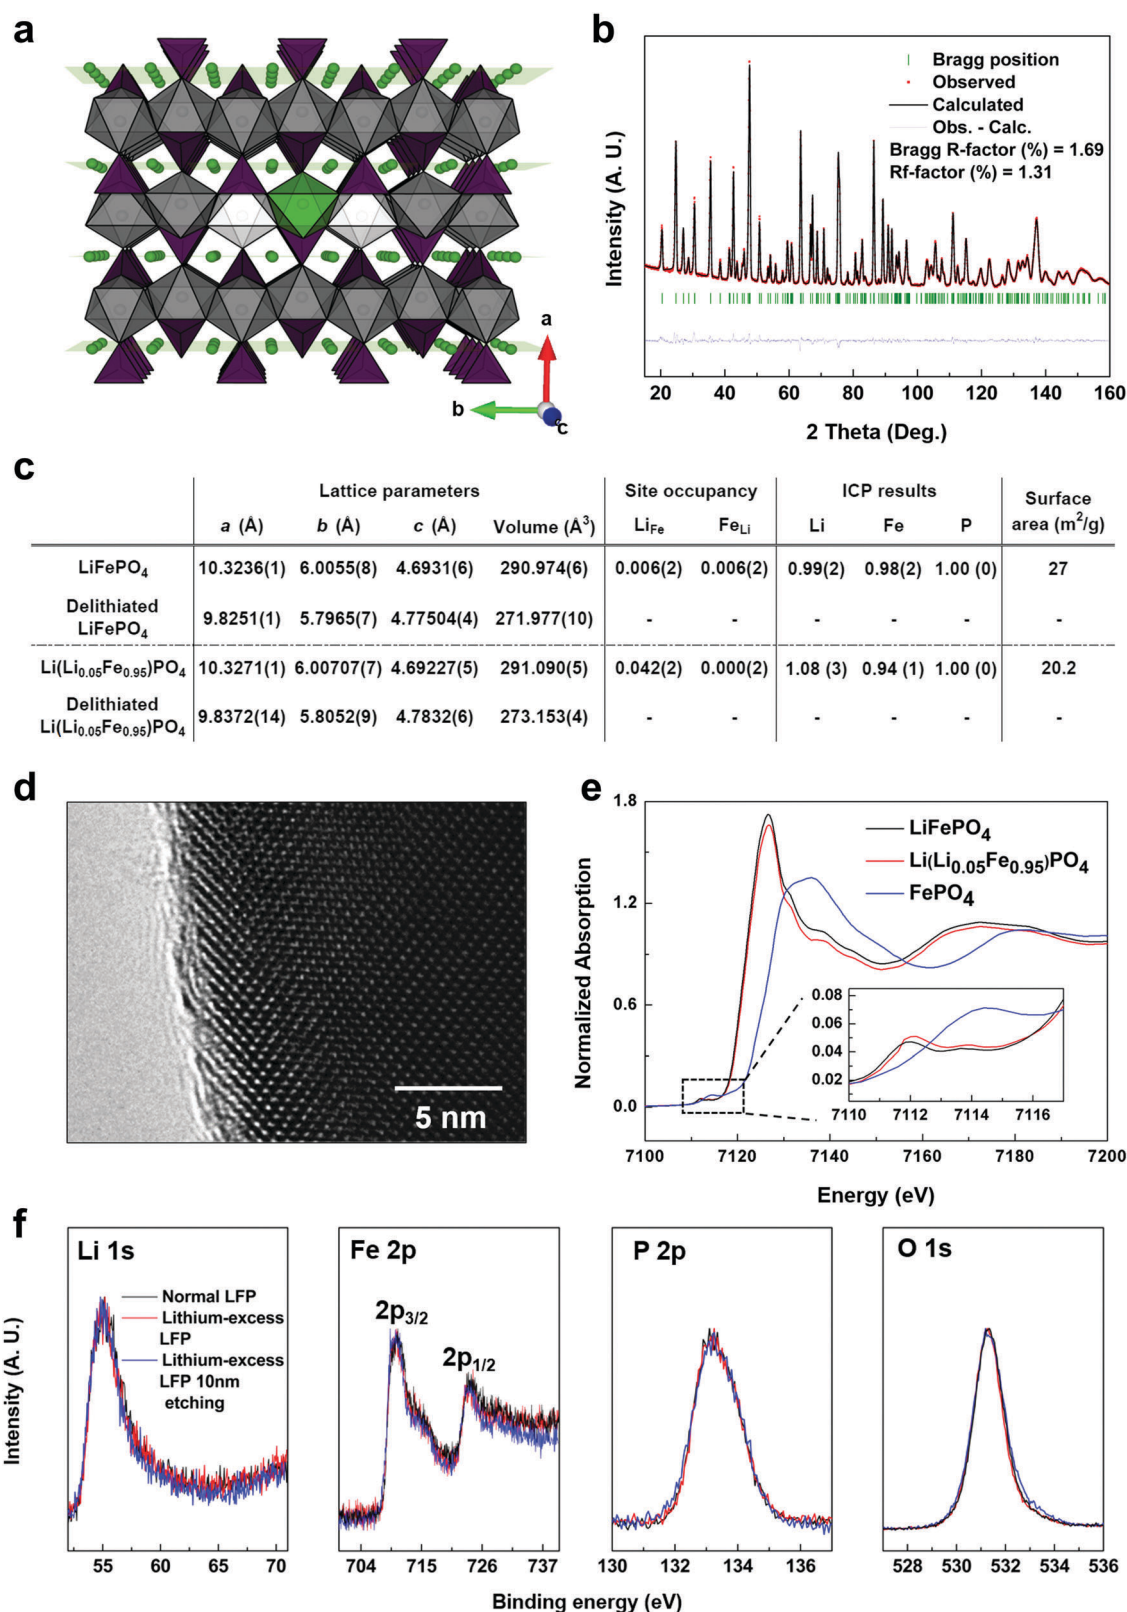 a
a
b
c
b
Intensity (A. U.)
Bragg position
Observed
Calculated
Obs. - Calc.
Bragg R-factor (%) = 1.69
Rf-factor (%) = 1.31
20 40 60 80 100 120 140 160
2 Theta (Deg.)
c
Lattice parameters Site occupancy ICP results Surface area (m²/g)
a (Å) b (Å) c (Å) Volume (Å³) Li_Fe Fe_Li Li Fe P
LiFePO₄ 10.3236(1) 6.0055(8) 4.6931(6) 290.974(6) 0.006(2) 0.006(2) 0.99(2) 0.98(2) 1.00 (0) 27
Delithiated LiFePO₄ 9.8251(1) 5.7965(7) 4.77504(4) 271.977(10) - - - - - -
Li(Li₀.₀₅Fe₀.₉₅)PO₄ 10.3271(1) 6.00707(7) 4.69227(5) 291.090(5) 0.042(2) 0.000(2) 1.08 (3) 0.94 (1) 1.00 (0) 20.2
Delithiated Li(Li₀.₀₅Fe₀.₉₅)PO₄ 9.8372(14) 5.8052(9) 4.7832(6) 273.153(4) - - - - - -
d
5 nm
e
Normalized Absorption
1.8
1.2
0.6
0.0
LiFePO₄
Li(Li₀.₀₅Fe₀.₉₅)PO₄
FePO₄
0.08
0.06
0.04
0.02
7110 7112 7114 7116
7100 7120 7140 7160 7180 7200
Energy (eV)
f
Intensity (A. U.)
Li 1s
Normal LFP
Lithium-excess
LFP
Lithium-excess
LFP 10nm
etching
55 60 65 70
Fe 2p
2p₃/₂
2p₁/₂
704 715 726 737
P 2p
130 132 134 136
O 1s
528 530 532 534 536
Binding energy (eV)